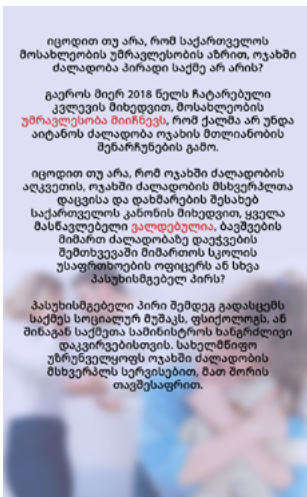 იცოდით თუ არა, რომ საქართველოს
მოსახლეობის უმრავლესობის აზრით, ოჯახში
ძალადობა პირადი საქმე არ არის?
გაეროს მიერ 2018 წელს ჩატარებული
კვლევის მიხედვით, მოსახლეობის
უმრავლესობა მიიჩნევს, რომ ქალმა არ უნდა
აიტანოს ძალადობა ოჯახის მთლიანობის
შენარჩუნების გამო.
იცოდით თუ არა, რომ ოჯახში ძალადობის
აღკვეთის, ოჯახში ძალადობის მსხვერპლთა
დაცვისა და დახმარების შესახებ
საქართველოს კანონის მიხედვით, ყველა
მასწავლებელი ვალდებულია, ბავშვების
მიმართ ძალადობაზე დაეჭვების
შემთხვევაში მიმართოს სკოლის
უსაფრთხოების ოფიცერს ან სხვა
პასუხისმგებელ პირს?
პასუხისმგებელი პირი შემდეგ გადასცემს
საქმეს სოციალურ მუშაკს, ფსიქოლოგს, ან
შინაგან საქმეთა სამინისტროს ხანგრძლივი
დაკვირვებისთვის. სახელმწიფო
უზრუნველყოფს ოჯახში ძალადობის
მსხვერპლს სერვისებით, მათ შორის
თავშესაფრით.